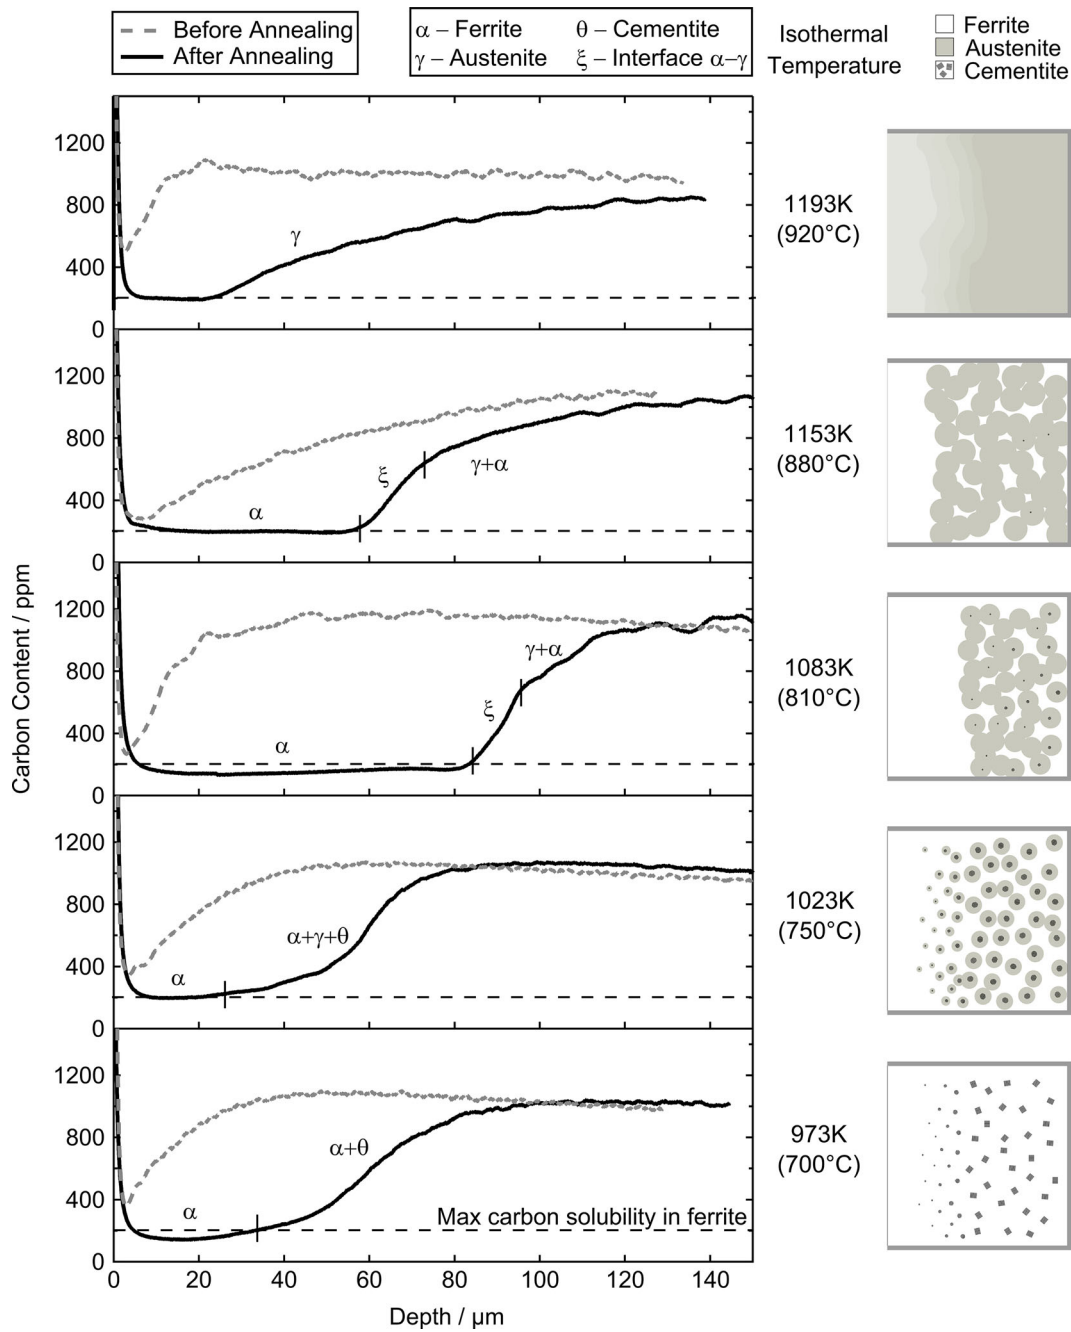 Before Annealing
After Annealing
α – Ferrite θ – Cementite
γ – Austenite ξ – Interface α–γ
Isothermal
Temperature
Ferrite
Austenite
Cementite
Carbon Content / ppm
1200
800
400
0
γ
1193K
(920°C)
1200
800
400
0
α
ξ
γ+α
1153K
(880°C)
1200
800
400
0
α
ξ
γ+α
1083K
(810°C)
1200
800
400
0
α
α+γ+θ
1023K
(750°C)
1200
800
400
0
α
α+θ
Max carbon solubility in ferrite
973K
(700°C)
0 20 40 60 80 100 120 140
Depth / μm